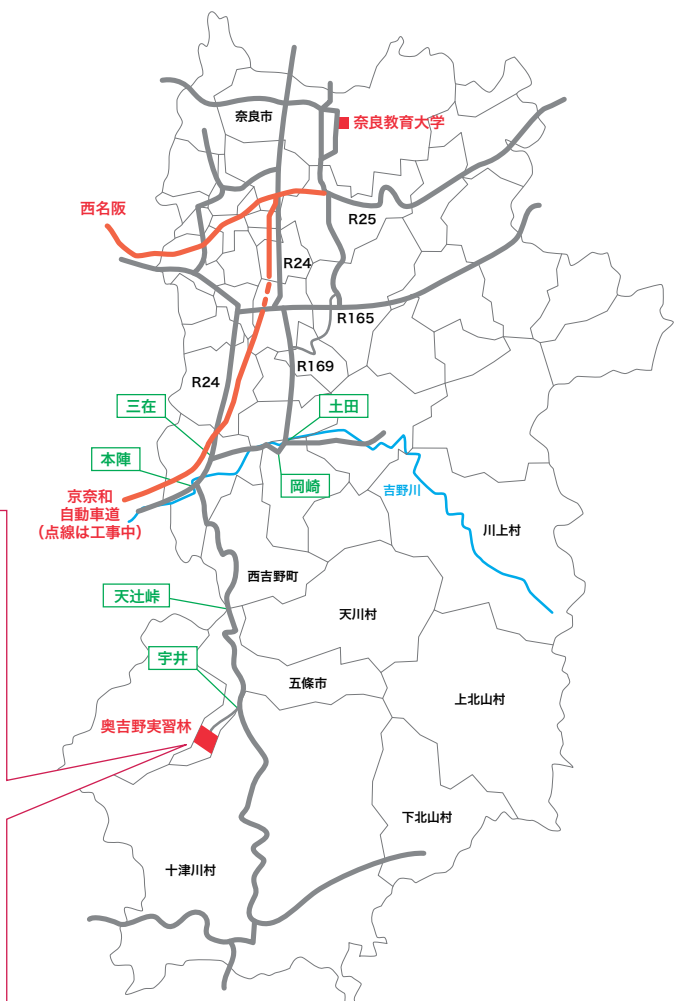 奈良市
奈良教育大学
西名阪
R25
R24
R165
R169
R24
三在
土田
本陣
岡崎
京奈和
自動車道
(点線は工事中)
吉野川
川上村
西吉野町
天辻峠
天川村
宇井
五條市
上北山村
奥吉野実習林
下北山村
十津川村